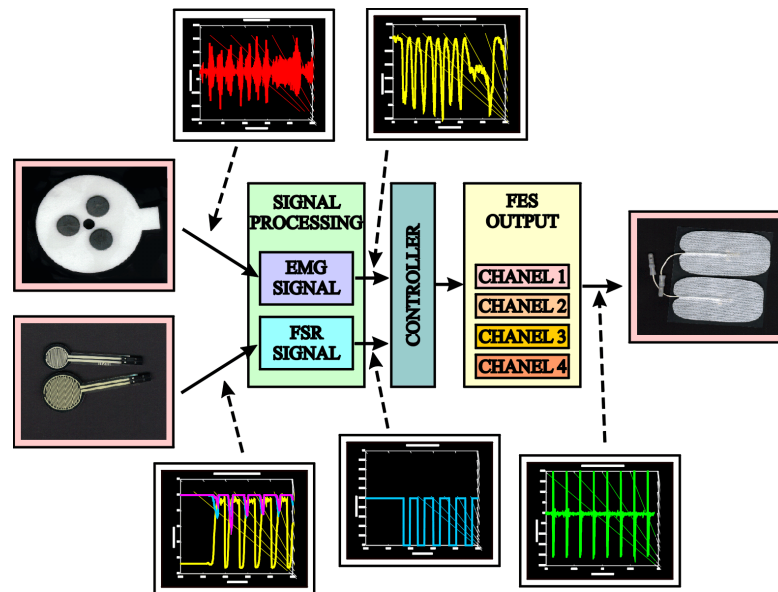 SIGNAL
PROCESSING
EMG
SIGNAL
FSR
SIGNAL
CONTROLLER
FES
OUTPUT
CHANEL 1
CHANEL 2
CHANEL 3
CHANEL 4